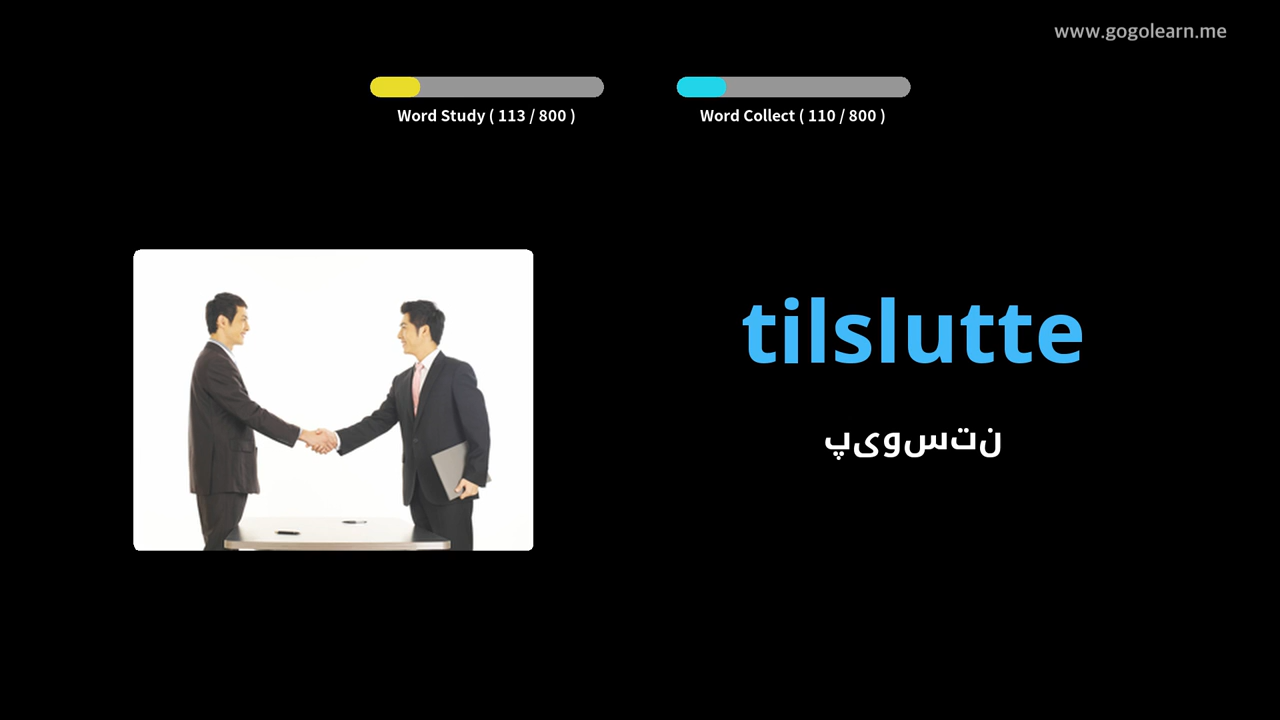 www.gogolearn.me
Word Study ( 113 / 800 )
Word Collect ( 110 / 800 )
tilslutte
پیوستن